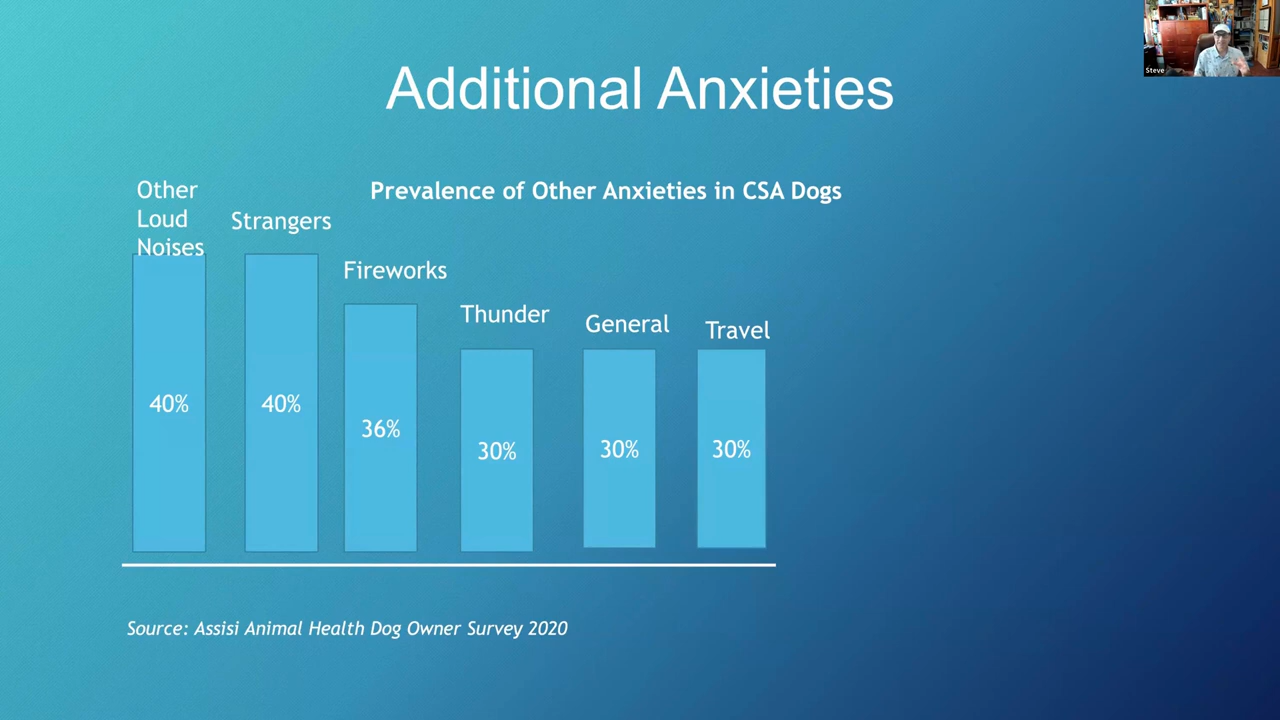 Steve
Additional Anxieties
Prevalence of Other Anxieties in CSA Dogs
Other
Loud
Noises
Strangers
Fireworks
Thunder
General
Travel
40%
40%
36%
30%
30%
30%
Source: Assisi Animal Health Dog Owner Survey 2020